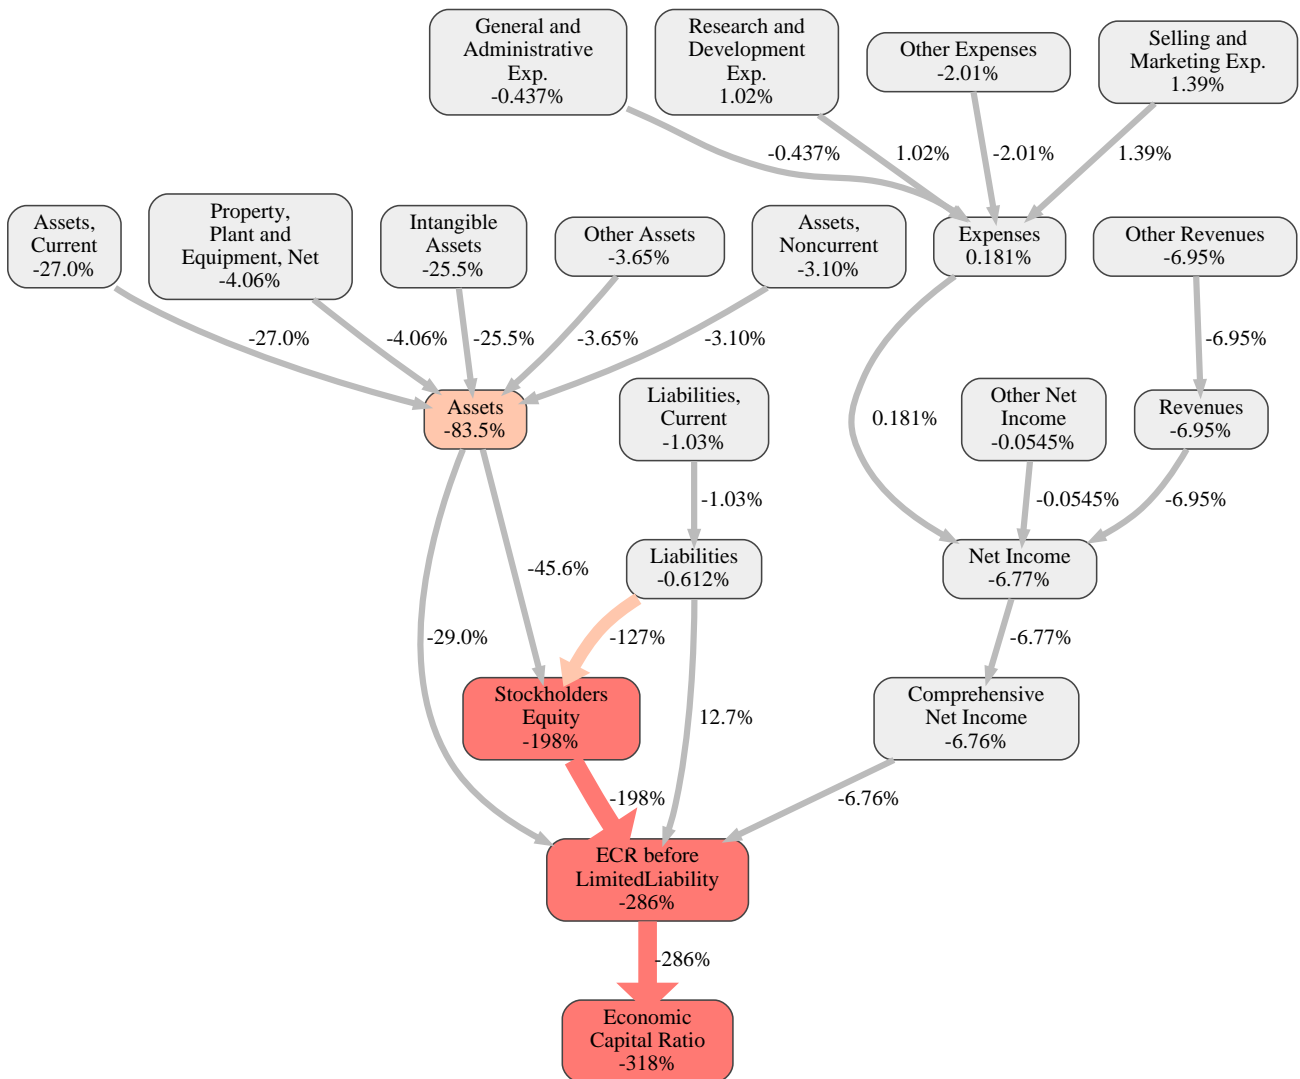 General and
Administrative
Exp.
-0.437%
Research and
Development
Exp.
1.02%
Other Expenses
-2.01%
Selling and
Marketing Exp.
1.39%
-0.437%
1.02%
-2.01%
1.39%
Assets,
Current
-27.0%
Property,
Plant and
Equipment, Net
-4.06%
Intangible
Assets
-25.5%
Other Assets
-3.65%
Assets,
Noncurrent
-3.10%
Expenses
0.181%
Other Revenues
-6.95%
-27.0%
-4.06%
-25.5%
-3.65%
-3.10%
-6.95%
Assets
-83.5%
Liabilities,
Current
-1.03%
0.181%
Other Net
Income
-0.0545%
Revenues
-6.95%
-1.03%
-0.0545%
-6.95%
-45.6%
Liabilities
-0.612%
Net Income
-6.77%
-29.0%
-127%
-6.77%
Stockholders
Equity
-198%
12.7%
Comprehensive
Net Income
-6.76%
-198%
-6.76%
ECR before
LimitedLiability
-286%
-286%
Economic
Capital Ratio
-318%